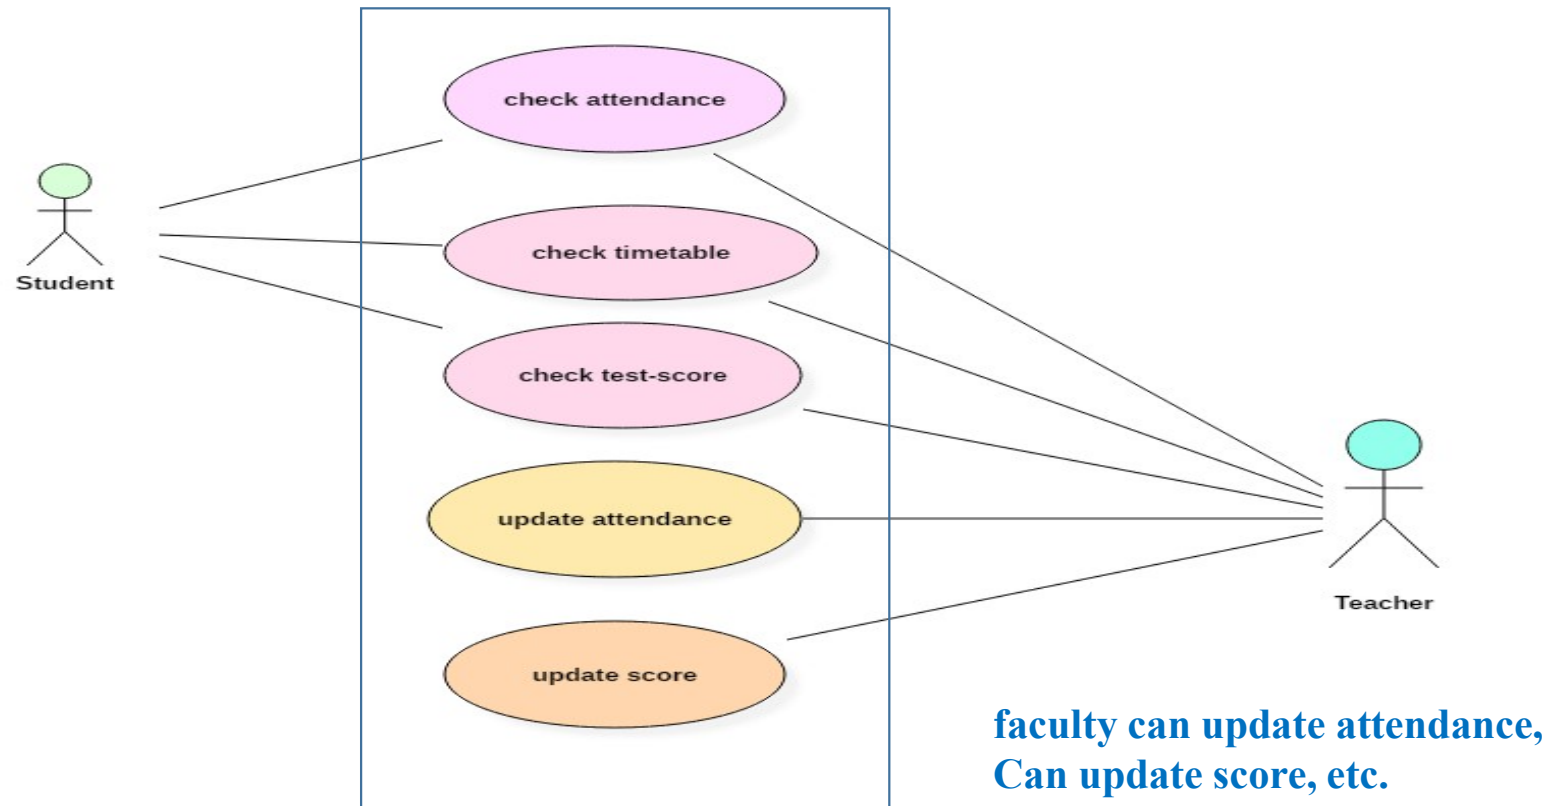 check attendance
Student
check timetable
check test-score
update attendance
Teacher
update score
faculty can update attendance,
Can update score, etc.